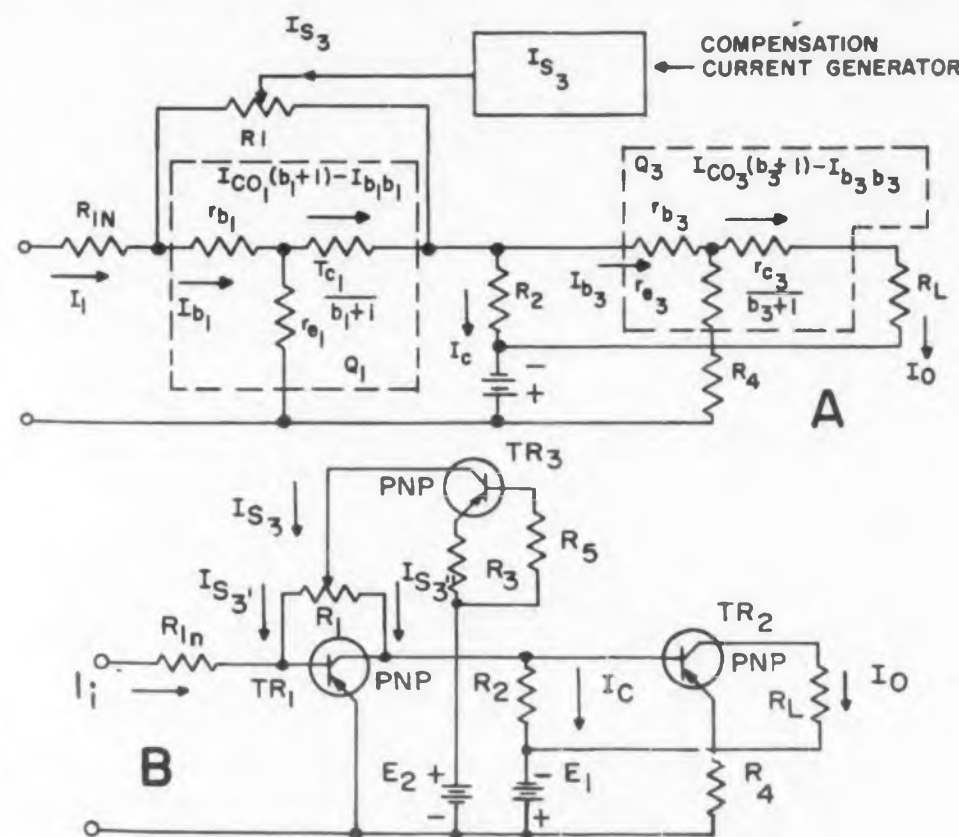 I_S3
I_S3
COMPENSATION
CURRENT GENERATOR
R1
I_CO1(b1+1)-I_b1 b1
Q3 I_CO3(b3+1)-I_b3 b3
R_IN
r_b1
r_b3
T_c1
b1+1
r_c3
b3+1
I_1
I_b1
r_e1
R2
I_b3
r_e3
R_L
Q1
I_c
-
+
R4
I_O
A
TR3
PNP
I_S3
R5
R3
I_S3'
I_S3''
R1
R_In
TR2
I_i
TR1
PNP
PNP
R2
I_C
R_L
I_O
B
E2
+
-
-
+
E1
R4